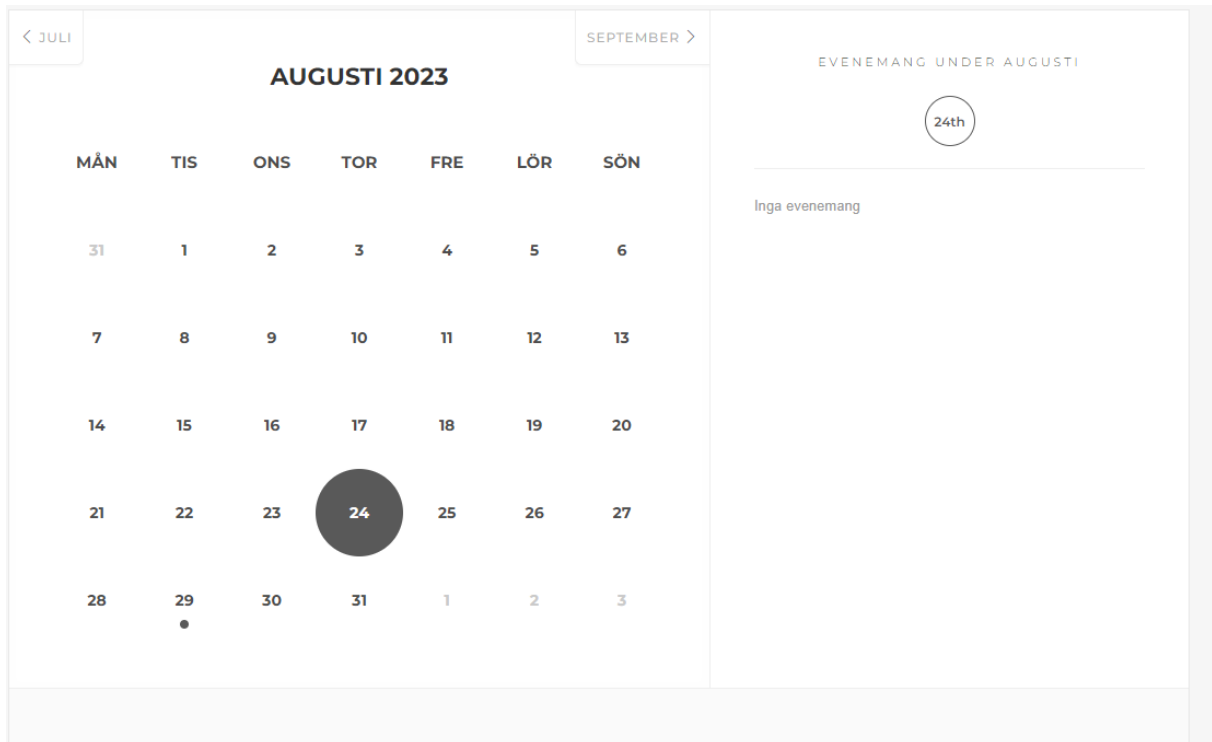 JULI
SEPTEMBER
AUGUSTI 2023
MÅN TIS ONS TOR FRE LÖR SÖN
31 1 2 3 4 5 6
7 8 9 10 11 12 13
14 15 16 17 18 19 20
21 22 23 24 25 26 27
28 29 30 31 1 2 3
EVENEMANG UNDER AUGUSTI
24th
Inga evenemang